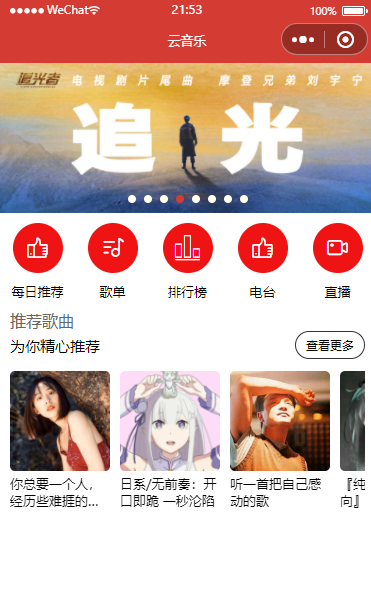 WeChat
21:53
100%
云音乐
追光者
电视剧片尾曲 摩登兄弟刘宇宁
追光
每日推荐
歌单
排行榜
电台
直播
推荐歌曲
为你精心推荐
查看更多
你总要一个人，
经历些难捱的...
日系/无前奏：开
口即跪 一秒沦陷
听一首把自己感
动的歌
『纯
向』